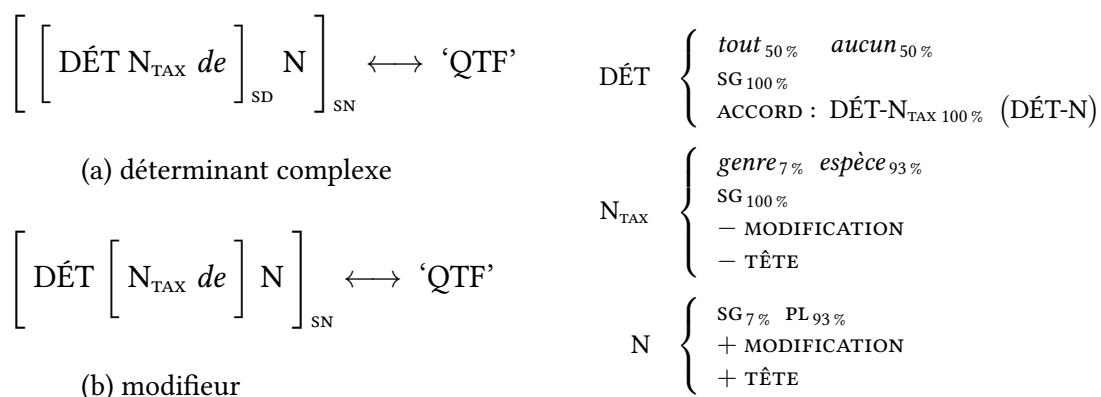 [ [ DÉT N_TAX de ]_SD N ]_SN ⟷ ‘QTF’
(a) déterminant complexe
[ DÉT [ N_TAX de ] N ]_SN ⟷ ‘QTF’
(b) modifieur
DÉT { tout 50 % aucun 50 %
SG 100 %
ACCORD : DÉT-N_TAX 100 % (DÉT-N)
N_TAX { genre 7 % espèce 93 %
SG 100 %
− MODIFICATION
− TÊTE
N { SG 7 % PL 93 %
+ MODIFICATION
+ TÊTE